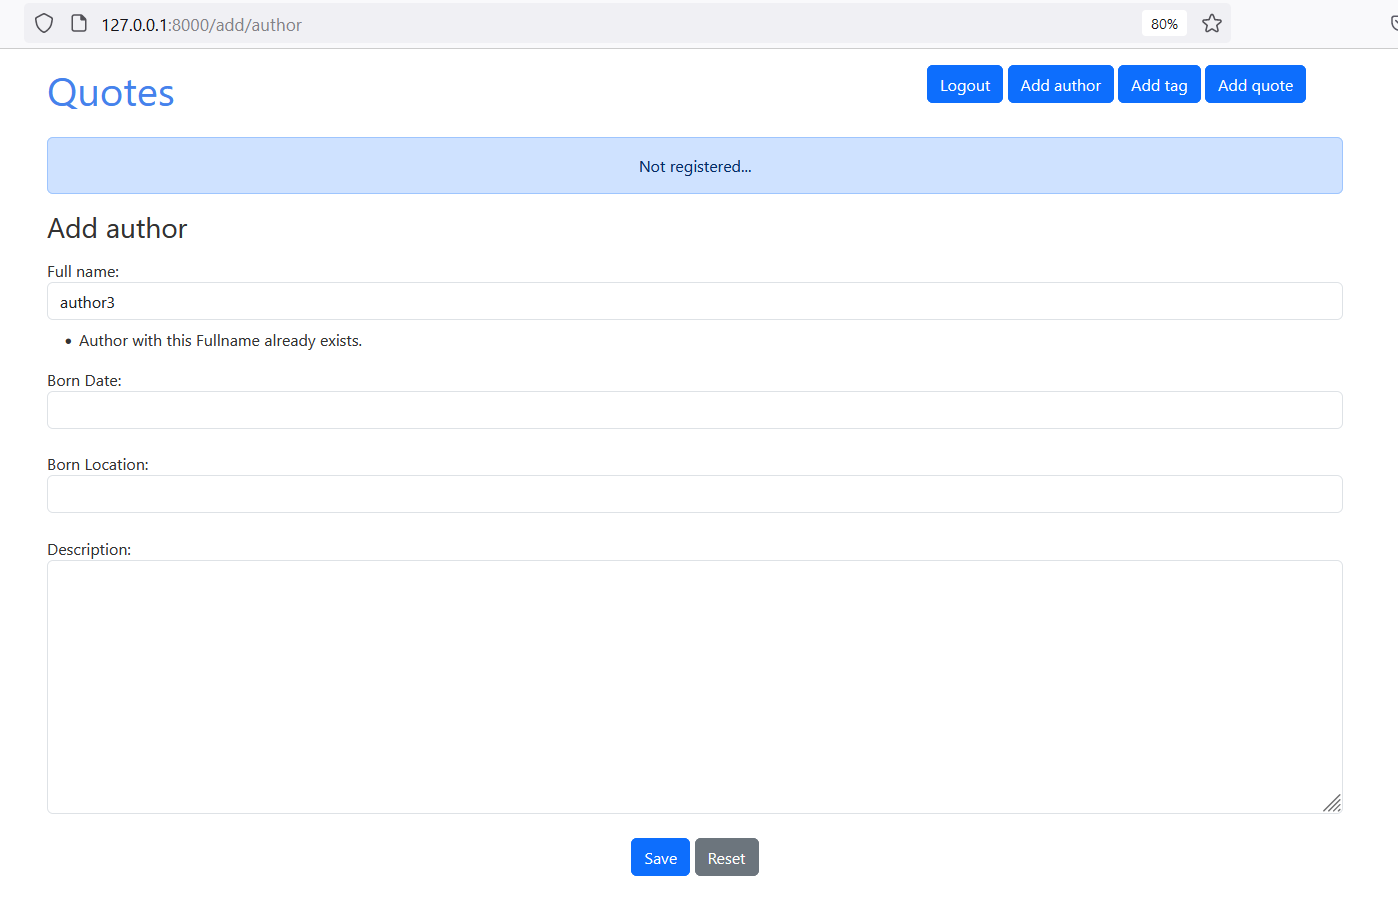 127.0.0.1:8000/add/author
80%
Quotes
Logout
Add author
Add tag
Add quote
Not registered...
Add author
Full name:
author3
• Author with this Fullname already exists.
Born Date:
Born Location:
Description:
Save
Reset